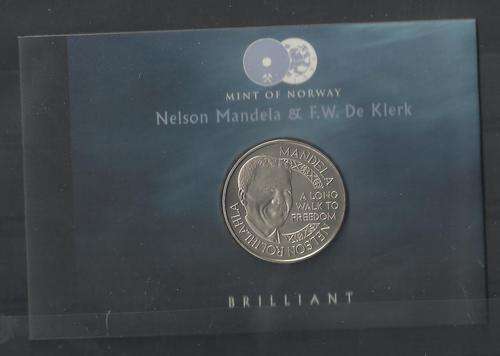 MINT OF NORWAY
Nelson Mandela & F.W. De Klerk
NELSON ROLIHLAHLA MANDELA
A LONG
WALK TO
FREEDOM
BRILLIANT